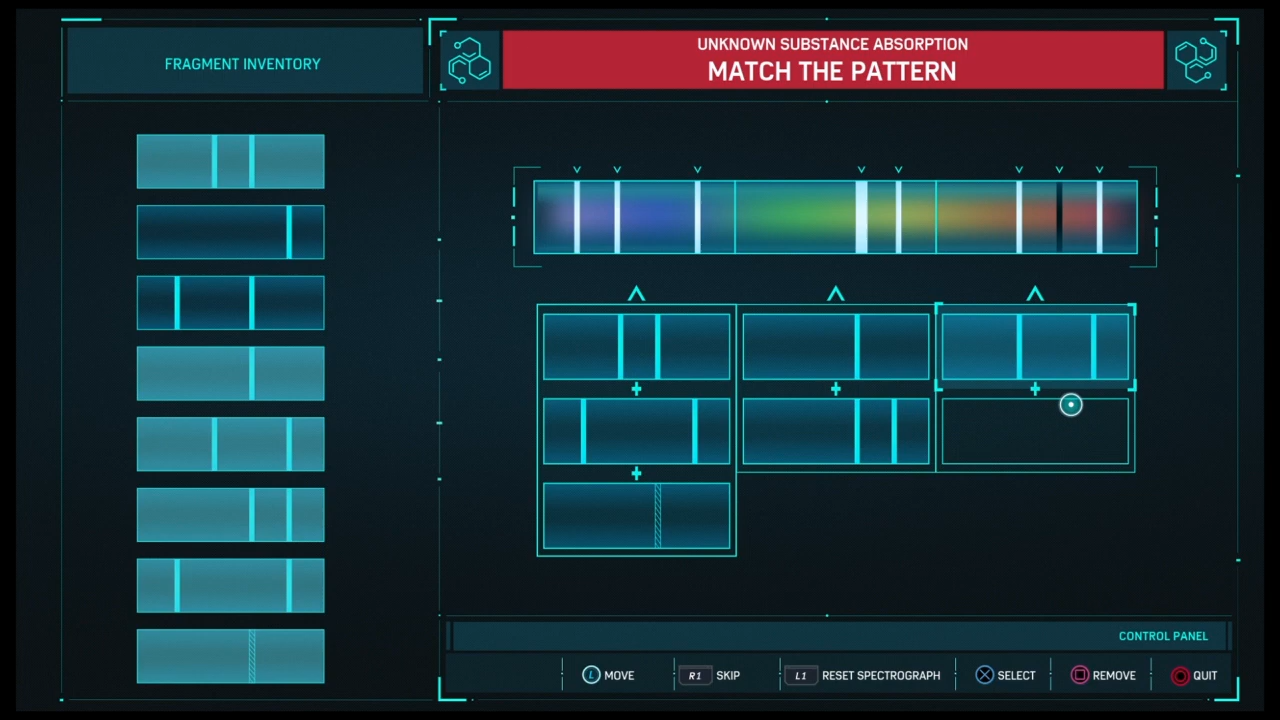 FRAGMENT INVENTORY
UNKNOWN SUBSTANCE ABSORPTION
MATCH THE PATTERN
CONTROL PANEL
L MOVE
R1 SKIP
L1 RESET SPECTROGRAPH
SELECT
REMOVE
QUIT